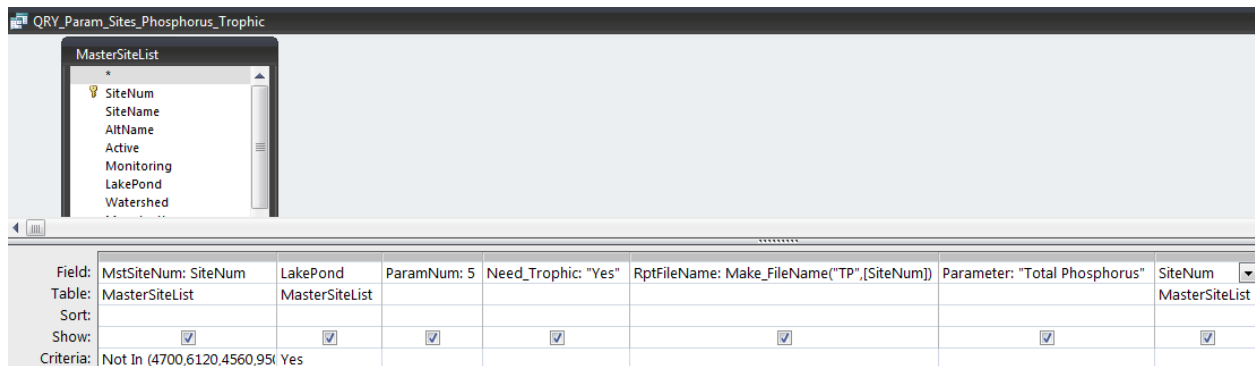 QRY_Param_Sites_Phosphorus_Trophic
MasterSiteList
*
SiteNum
SiteName
AltName
Active
Monitoring
LakePond
Watershed
Field: MstSiteNum: SiteNum LakePond ParamNum: 5 Need_Trophic: "Yes" RptFileName: Make_FileName("TP",[SiteNum]) Parameter: "Total Phosphorus" SiteNum
Table: MasterSiteList MasterSiteList MasterSiteList
Sort:
Show:
Criteria: Not In (4700,6120,4560,950 Yes